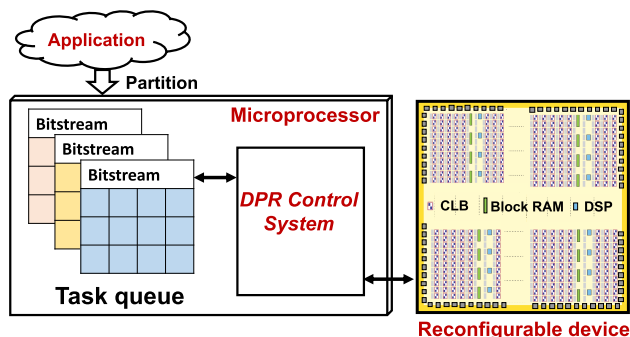 Application
Partition
Microprocessor
Bitstream
Bitstream
Bitstream
DPR Control
System
Task queue
CLB
Block RAM
DSP
Reconfigurable device